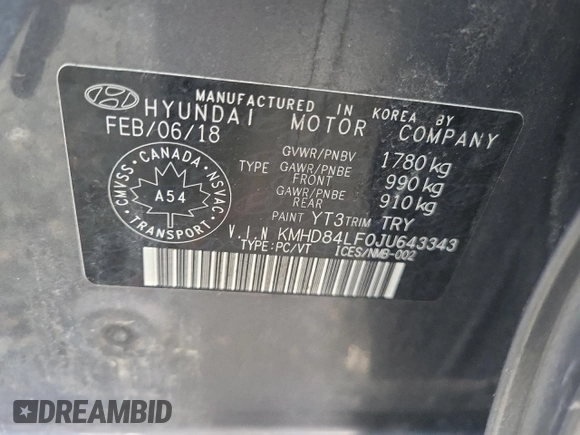 MANUFACTURED IN KOREA BY
HYUNDAI MOTOR COMPANY
FEB/06/18
GVWR/PNBV 1780 kg
TYPE GAWR/PNBE FRONT 990 kg
GAWR/PNBE REAR 910 kg
PAINT YT3 TRIM TRY
V.I.N KMHD84LF0JU643343
TYPE:PC/VT ICES/NMB-002
CMVSS · CANADA · NSVAC
A54
TRANSPORT
DREAMBID